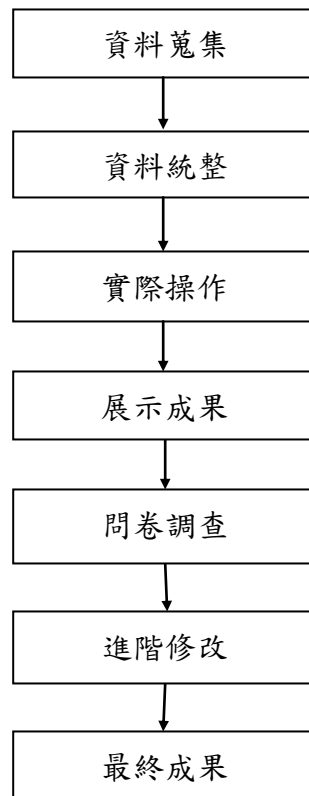 資料蒐集
資料統整
實際操作
展示成果
問卷調查
進階修改
最終成果